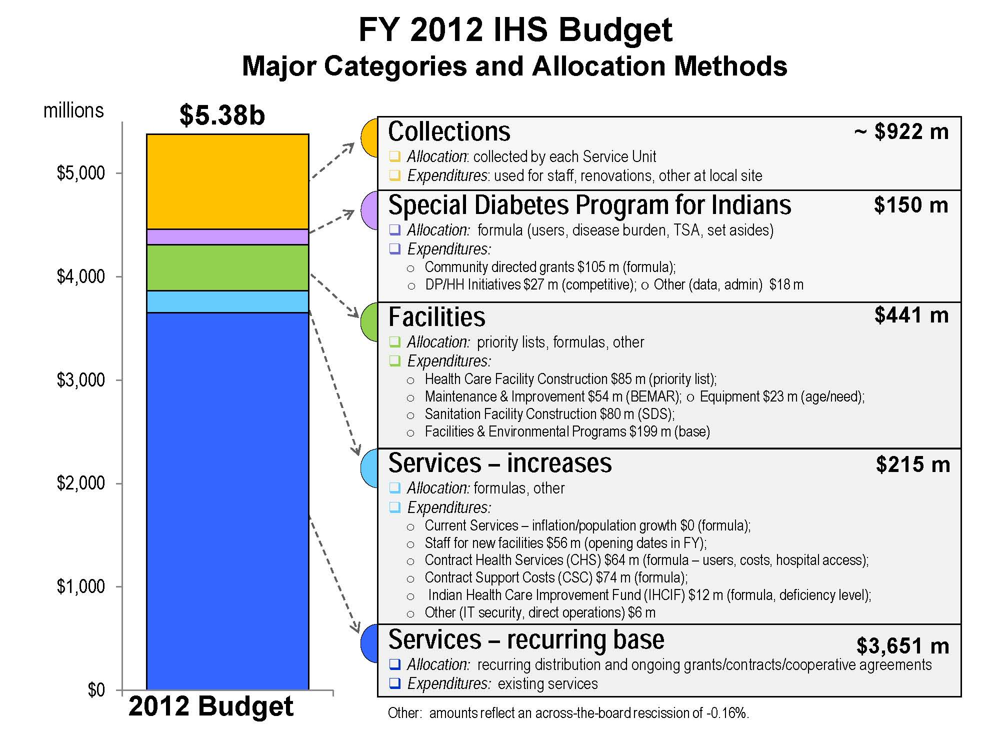 FY 2012 IHS Budget
Major Categories and Allocation Methods
millions
$5.38b
$5,000
$4,000
$3,000
$2,000
$1,000
$0
2012 Budget
Collections ~ $922 m
Allocation: collected by each Service Unit
Expenditures: used for staff, renovations, other at local site
Special Diabetes Program for Indians $150 m
Allocation: formula (users, disease burden, TSA, set asides)
Expenditures:
o Community directed grants $105 m (formula);
o DP/HH Initiatives $27 m (competitive); o Other (data, admin) $18 m
Facilities $441 m
Allocation: priority lists, formulas, other
Expenditures:
o Health Care Facility Construction $85 m (priority list);
o Maintenance & Improvement $54 m (BEMAR); o Equipment $23 m (age/need);
o Sanitation Facility Construction $80 m (SDS);
o Facilities & Environmental Programs $199 m (base)
Services – increases $215 m
Allocation: formulas, other
Expenditures:
o Current Services – inflation/population growth $0 (formula);
o Staff for new facilities $56 m (opening dates in FY);
o Contract Health Services (CHS) $64 m (formula – users, costs, hospital access);
o Contract Support Costs (CSC) $74 m (formula);
o Indian Health Care Improvement Fund (IHCIF) $12 m (formula, deficiency level);
o Other (IT security, direct operations) $6 m
Services – recurring base $3,651 m
Allocation: recurring distribution and ongoing grants/contracts/cooperative agreements
Expenditures: existing services
Other: amounts reflect an across-the-board rescission of -0.16%.